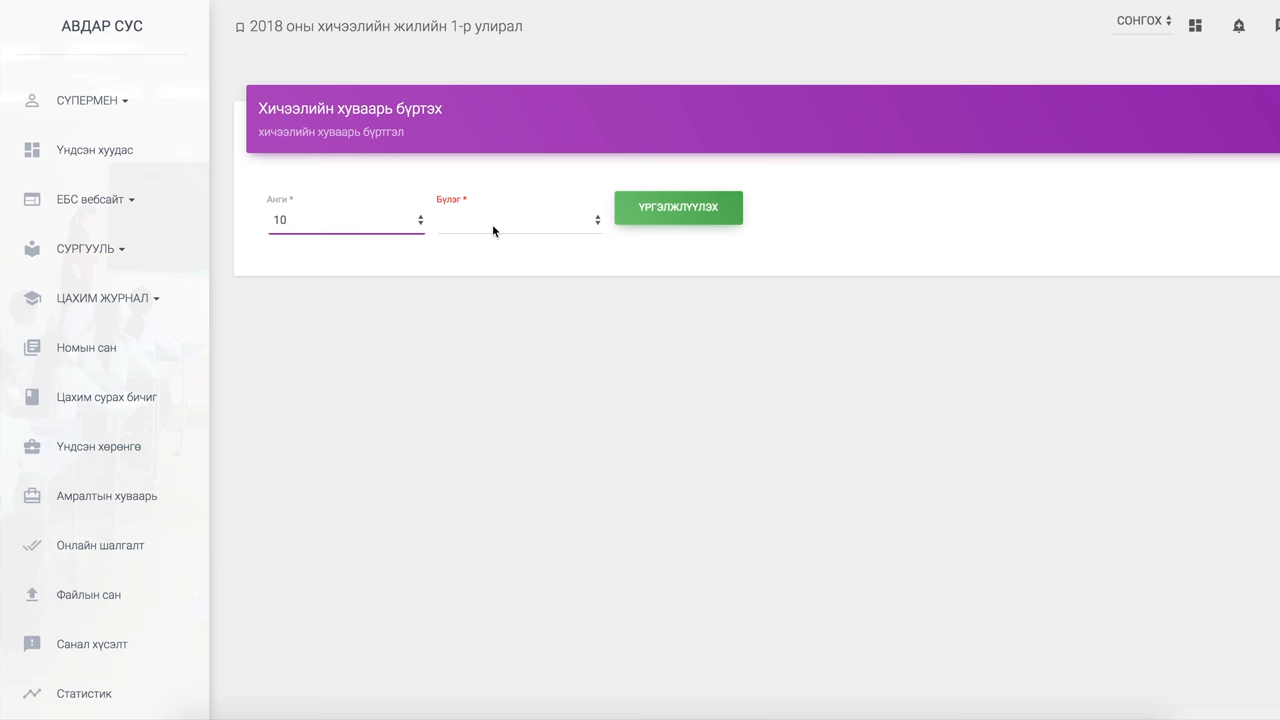 АВДАР СУС
2018 оны хичээлийн жилийн 1-р улирал
СОНГОХ
СҮПЕРМЕН
Үндсэн хуудас
ЕБС вебсайт
СУРГУУЛЬ
ЦАХИМ ЖУРНАЛ
Номын сан
Цахим сурах бичиг
Үндсэн хөрөнгө
Амралтын хуваарь
Онлайн шалгалт
Файлын сан
Санал хүсэлт
Статистик
Хичээлийн хуваарь бүртэх
хичээлийн хуваарь бүртгэл
Анги *
10
Бүлэг *
ҮРГЭЛЖЛҮҮЛЭХ